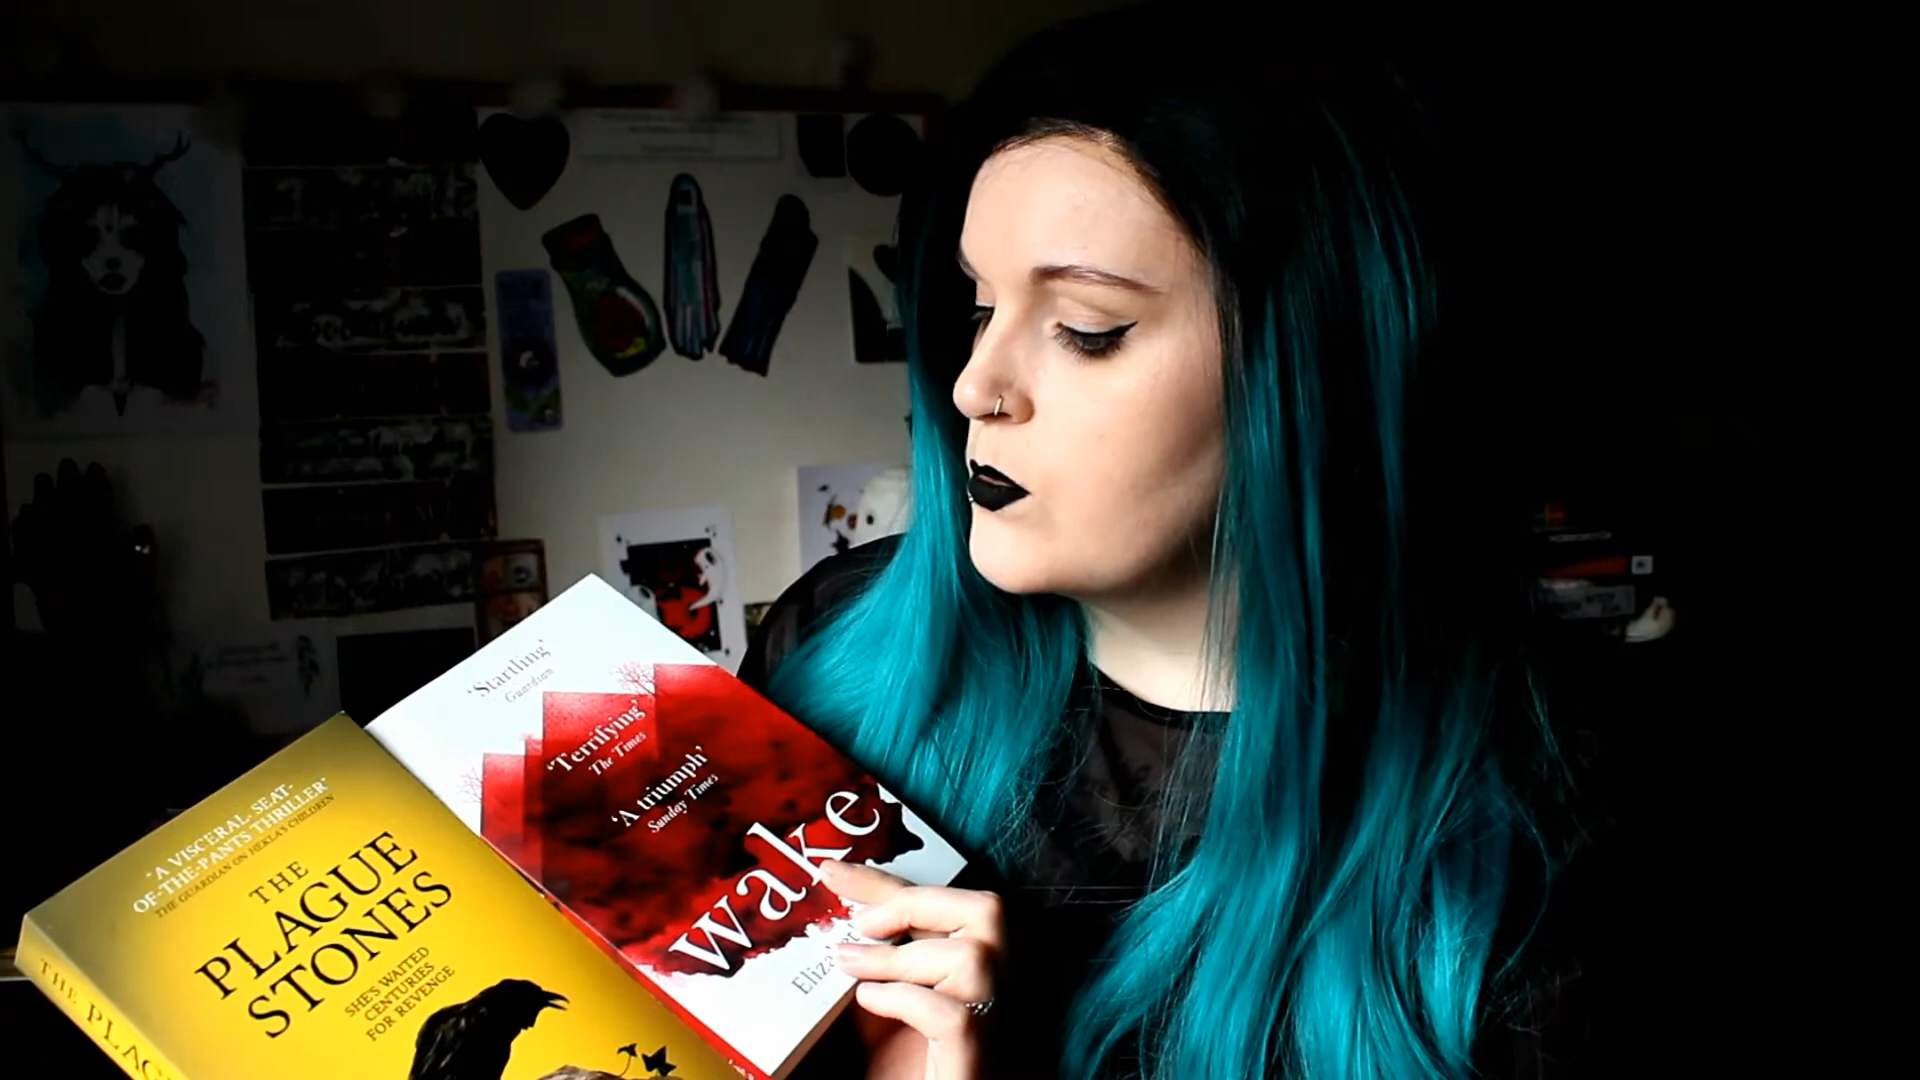 "A VISCERAL, SEAT-
OF-THE-PANTS THRILLER"
THE GUARDIAN ON HEKLA'S CHILDREN
THE
PLAGUE
STONES
SHE'S WAITED
CENTURIES
FOR REVENGE
THE PLAG
'Startling'
Guardian
'Terrifying'
The Times
'A triumph'
Sunday Times
wake